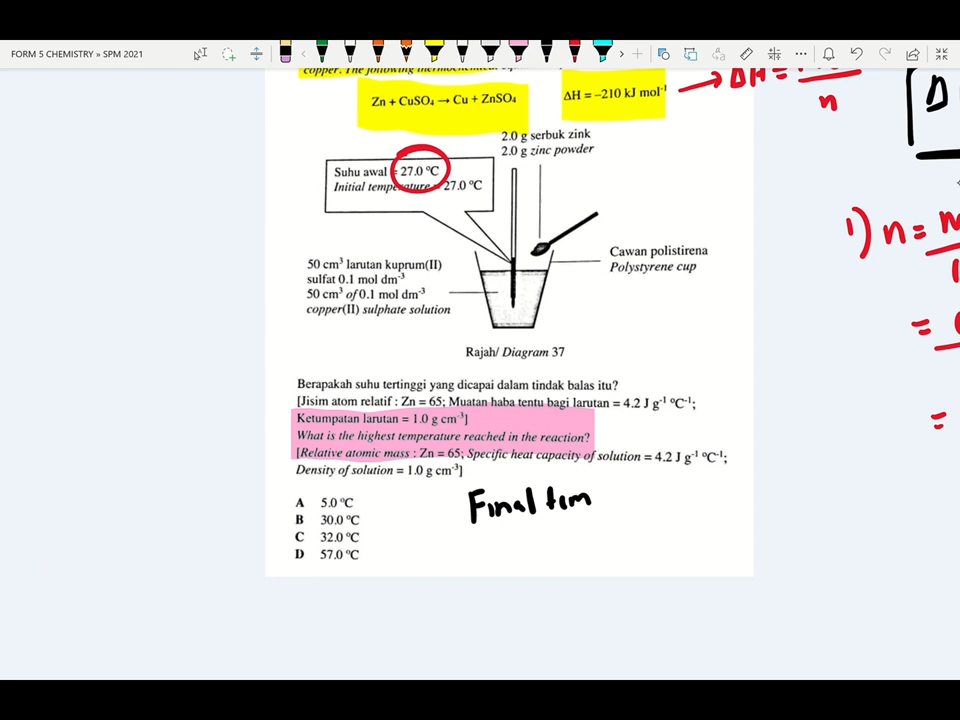 FORM 5 CHEMISTRY » SPM 2021
Zn + CuSO₄ → Cu + ZnSO₄
ΔH = –210 kJ mol⁻¹
→ ΔH =
n
2.0 g serbuk zink
2.0 g zinc powder
Suhu awal = 27.0 °C
Initial temperature = 27.0 °C
Cawan polistirena
Polystyrene cup
50 cm³ larutan kuprum(II)
sulfat 0.1 mol dm⁻³
50 cm³ of 0.1 mol dm⁻³
copper(II) sulphate solution
Rajah/ Diagram 37
1) n =
=
=
Berapakah suhu tertinggi yang dicapai dalam tindak balas itu?
[Jisim atom relatif : Zn = 65; Muatan haba tentu bagi larutan = 4.2 J g⁻¹ °C⁻¹;
Ketumpatan larutan = 1.0 g cm⁻³]
What is the highest temperature reached in the reaction?
[Relative atomic mass : Zn = 65; Specific heat capacity of solution = 4.2 J g⁻¹ °C⁻¹;
Density of solution = 1.0 g cm⁻³]
A 5.0 °C
B 30.0 °C
C 32.0 °C
D 57.0 °C
Final tem